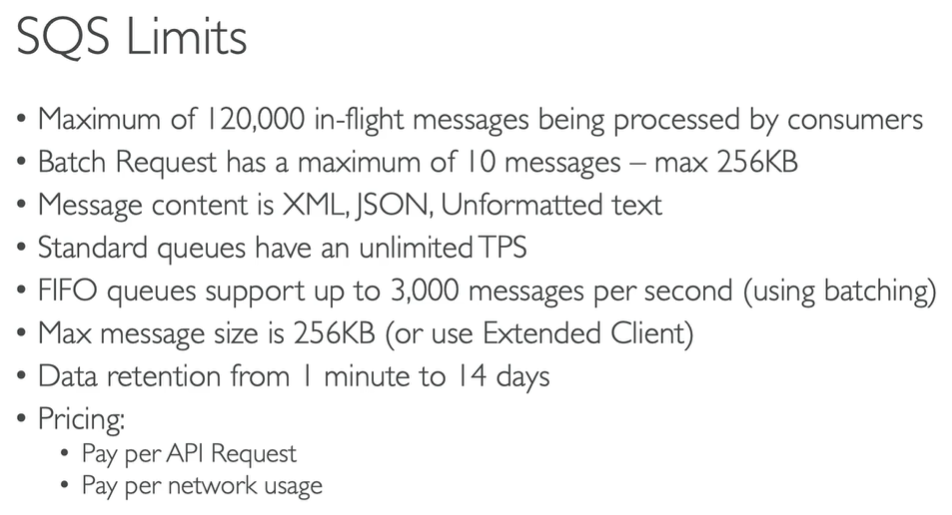 SQS Limits
• Maximum of 120,000 in-flight messages being processed by consumers
• Batch Request has a maximum of 10 messages – max 256KB
• Message content is XML, JSON, Unformatted text
• Standard queues have an unlimited TPS
• FIFO queues support up to 3,000 messages per second (using batching)
• Max message size is 256KB (or use Extended Client)
• Data retention from 1 minute to 14 days
• Pricing:
• Pay per API Request
• Pay per network usage